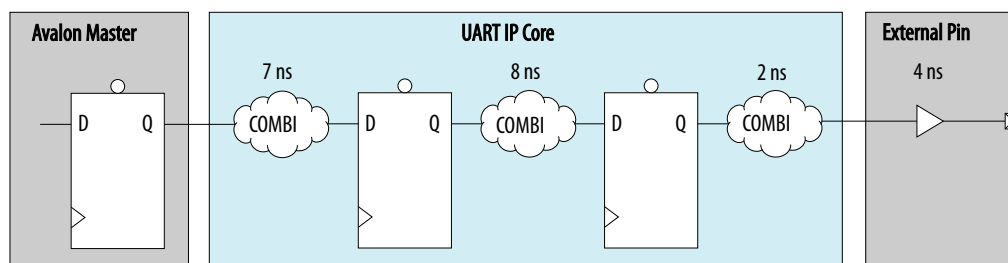 Avalon Master
UART IP Core
External Pin
7 ns
8 ns
2 ns
4 ns
D Q
COMBI
D Q
COMBI
D Q
COMBI